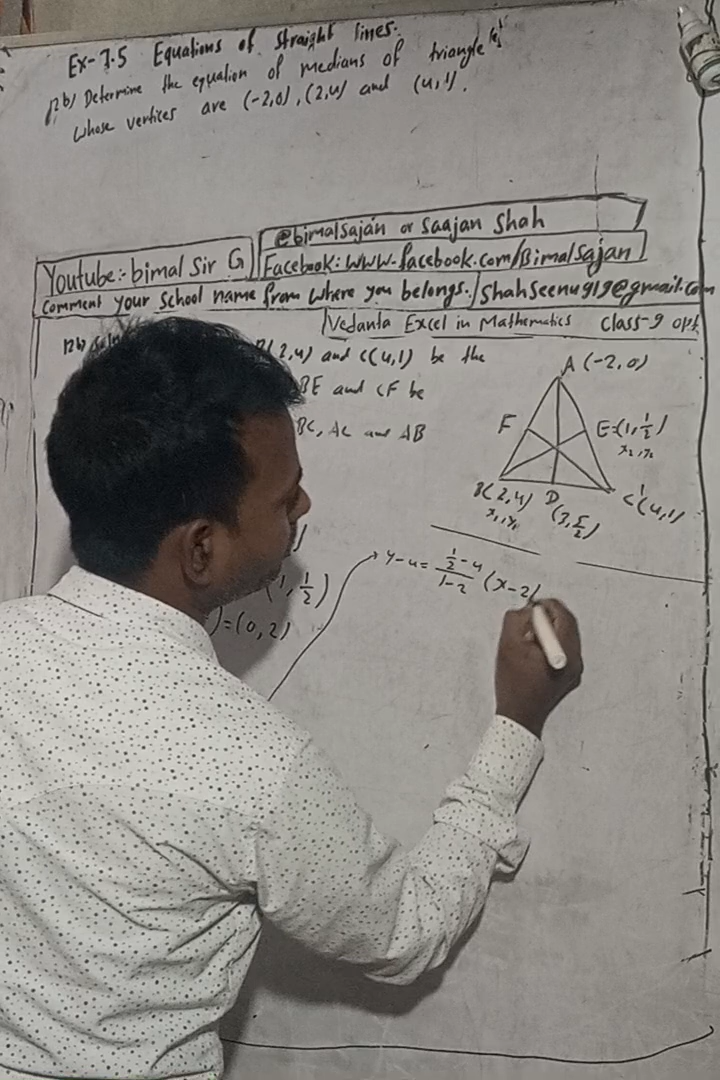 Ex-7.5 Equations of Straight lines.
12b) Determine the equation of medians of triangle
whose vertices are (-2,0), (2,4) and (4,1).
@bimalsajan or Saajan Shah
Youtube:- bimal Sir G
Facebook: www.facebook.com/Bimalsajan
Comment your School name from where you belongs. / Shahseenu919@gmail.com
Vedanta Excel in Mathematics Class-9 opt
12b)
B(2,4) and C(4,1) be the
BE and CF be
BC, AC and AB
(1, 1/2)
) = (0,2)
A (-2,0)
F
E=(1, 1/2)
x₂, y₂
B(2,4)
x₁, y₁
D
(3, 5/2)
C(4,1)
y-4 = (1/2 - 4)/(1-2) (x-2)